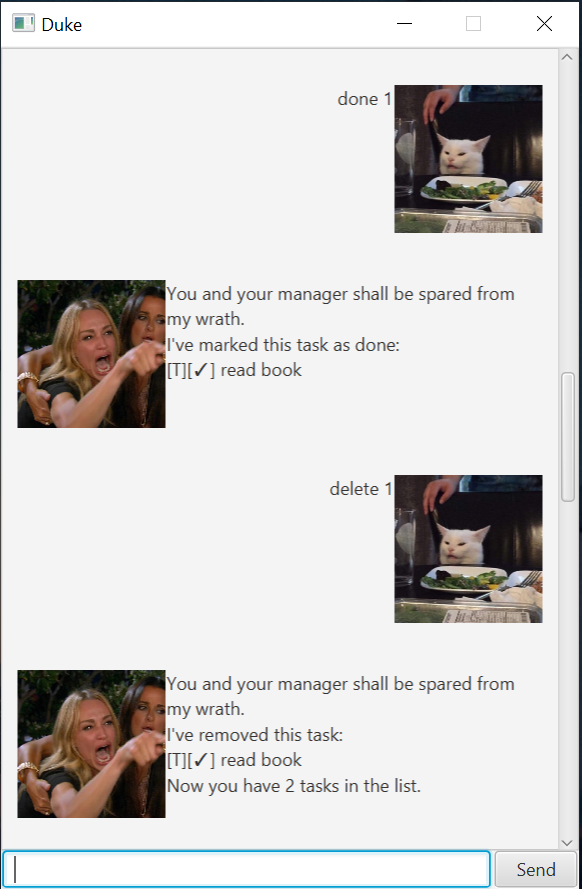 Duke
done 1
You and your manager shall be spared from
my wrath.
I've marked this task as done:
[T][✓] read book
delete 1
You and your manager shall be spared from
my wrath.
I've removed this task:
[T][✓] read book
Now you have 2 tasks in the list.
Send